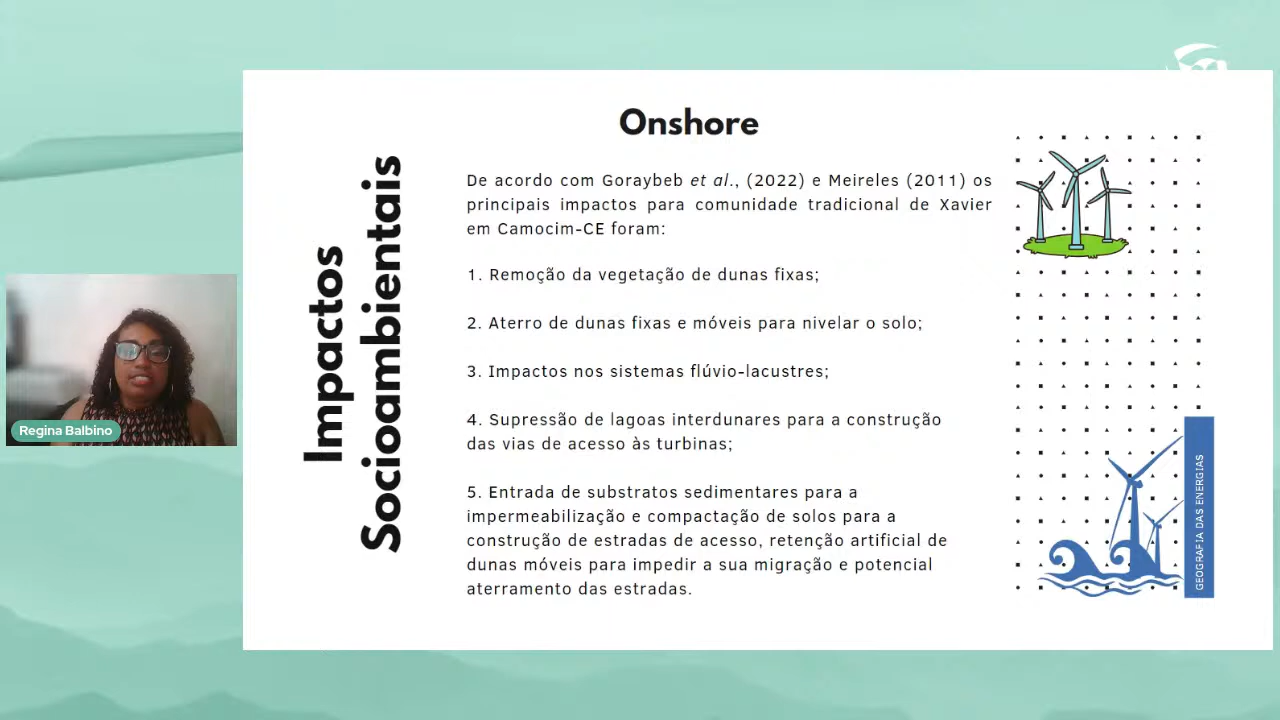 Onshore
Impactos
Socioambientais
De acordo com Goraybeb et al., (2022) e Meireles (2011) os
principais impactos para comunidade tradicional de Xavier
em Camocim-CE foram:
1. Remoção da vegetação de dunas fixas;
2. Aterro de dunas fixas e móveis para nivelar o solo;
3. Impactos nos sistemas flúvio-lacustres;
4. Supressão de lagoas interdunares para a construção
das vias de acesso às turbinas;
5. Entrada de substratos sedimentares para a
impermeabilização e compactação de solos para a
construção de estradas de acesso, retenção artificial de
dunas móveis para impedir a sua migração e potencial
aterramento das estradas.
GEOGRAFIA DAS ENERGIAS
Regina Balbino